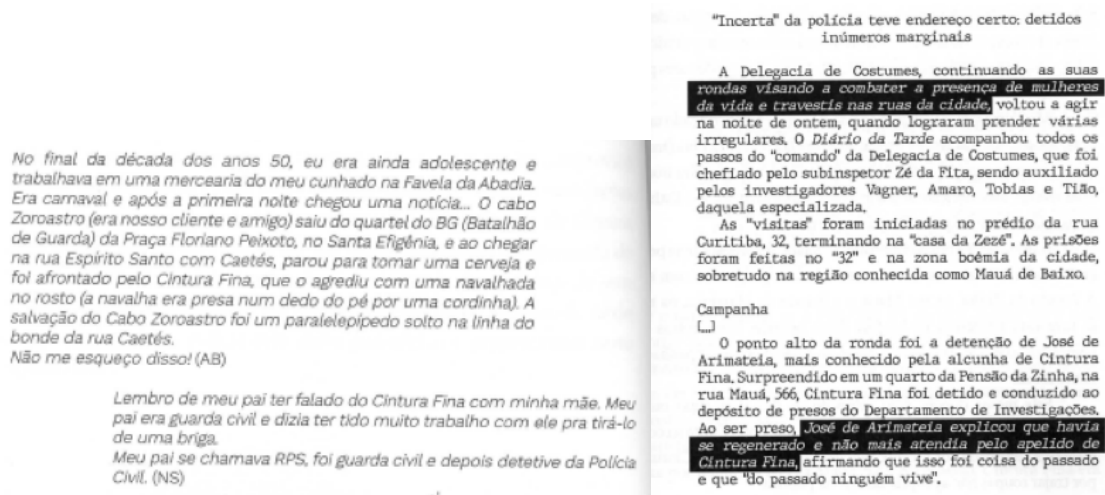 No final da década dos anos 50, eu era ainda adolescente e
trabalhava em uma mercearia do meu cunhado na Favela da Abadia.
Era carnaval e após a primeira noite chegou uma notícia... O cabo
Zoroastro (era nosso cliente e amigo) saiu do quartel do BG (Batalhão
de Guarda) da Praça Floriano Peixoto, no Santa Efigênia, e ao chegar
na rua Espírito Santo com Caetés, parou para tomar uma cerveja e
foi afrontado pelo Cintura Fina, que o agrediu com uma navalhada
no rosto (a navalha era presa num dedo do pé por uma cordinha). A
salvação do Cabo Zoroastro foi um paralelepípedo solto na linha do
bonde da rua Caetés.
Não me esqueço disso! (AB)
Lembro de meu pai ter falado do Cintura Fina com minha mãe. Meu
pai era guarda civil e dizia ter tido muito trabalho com ele pra tirá-lo
de uma briga.
Meu pai se chamava RPS, foi guarda civil e depois detetive da Polícia
Civil. (NS)
"Incerta" da polícia teve endereço certo: detidos
inúmeros marginais
A Delegacia de Costumes, continuando as suas
rondas visando a combater a presença de mulheres
da vida e travestis nas ruas da cidade, voltou a agir
na noite de ontem, quando lograram prender várias
irregulares. O Diário da Tarde acompanhou todos os
passos do "comando" da Delegacia de Costumes, que foi
chefiado pelo subinspetor Zé da Fita, sendo auxiliado
pelos investigadores Vagner, Amaro, Tobias e Tião,
daquela especializada.
As "visitas" foram iniciadas no prédio da rua
Curitiba, 32, terminando na "casa da Zezé". As prisões
foram feitas no "32" e na zona boêmia da cidade,
sobretudo na região conhecida como Mauá de Baixo.
Campanha
[...]
O ponto alto da ronda foi a detenção de José de
Arimateia, mais conhecido pela alcunha de Cintura
Fina. Surpreendido em um quarto da Pensão da Zinha, na
rua Mauá, 566, Cintura Fina foi detido e conduzido ao
depósito de presos do Departamento de Investigações.
Ao ser preso, José de Arimateia explicou que havia
se regenerado e não mais atendia pelo apelido de
Cintura Fina, afirmando que isso foi coisa do passado
e que "do passado ninguém vive".